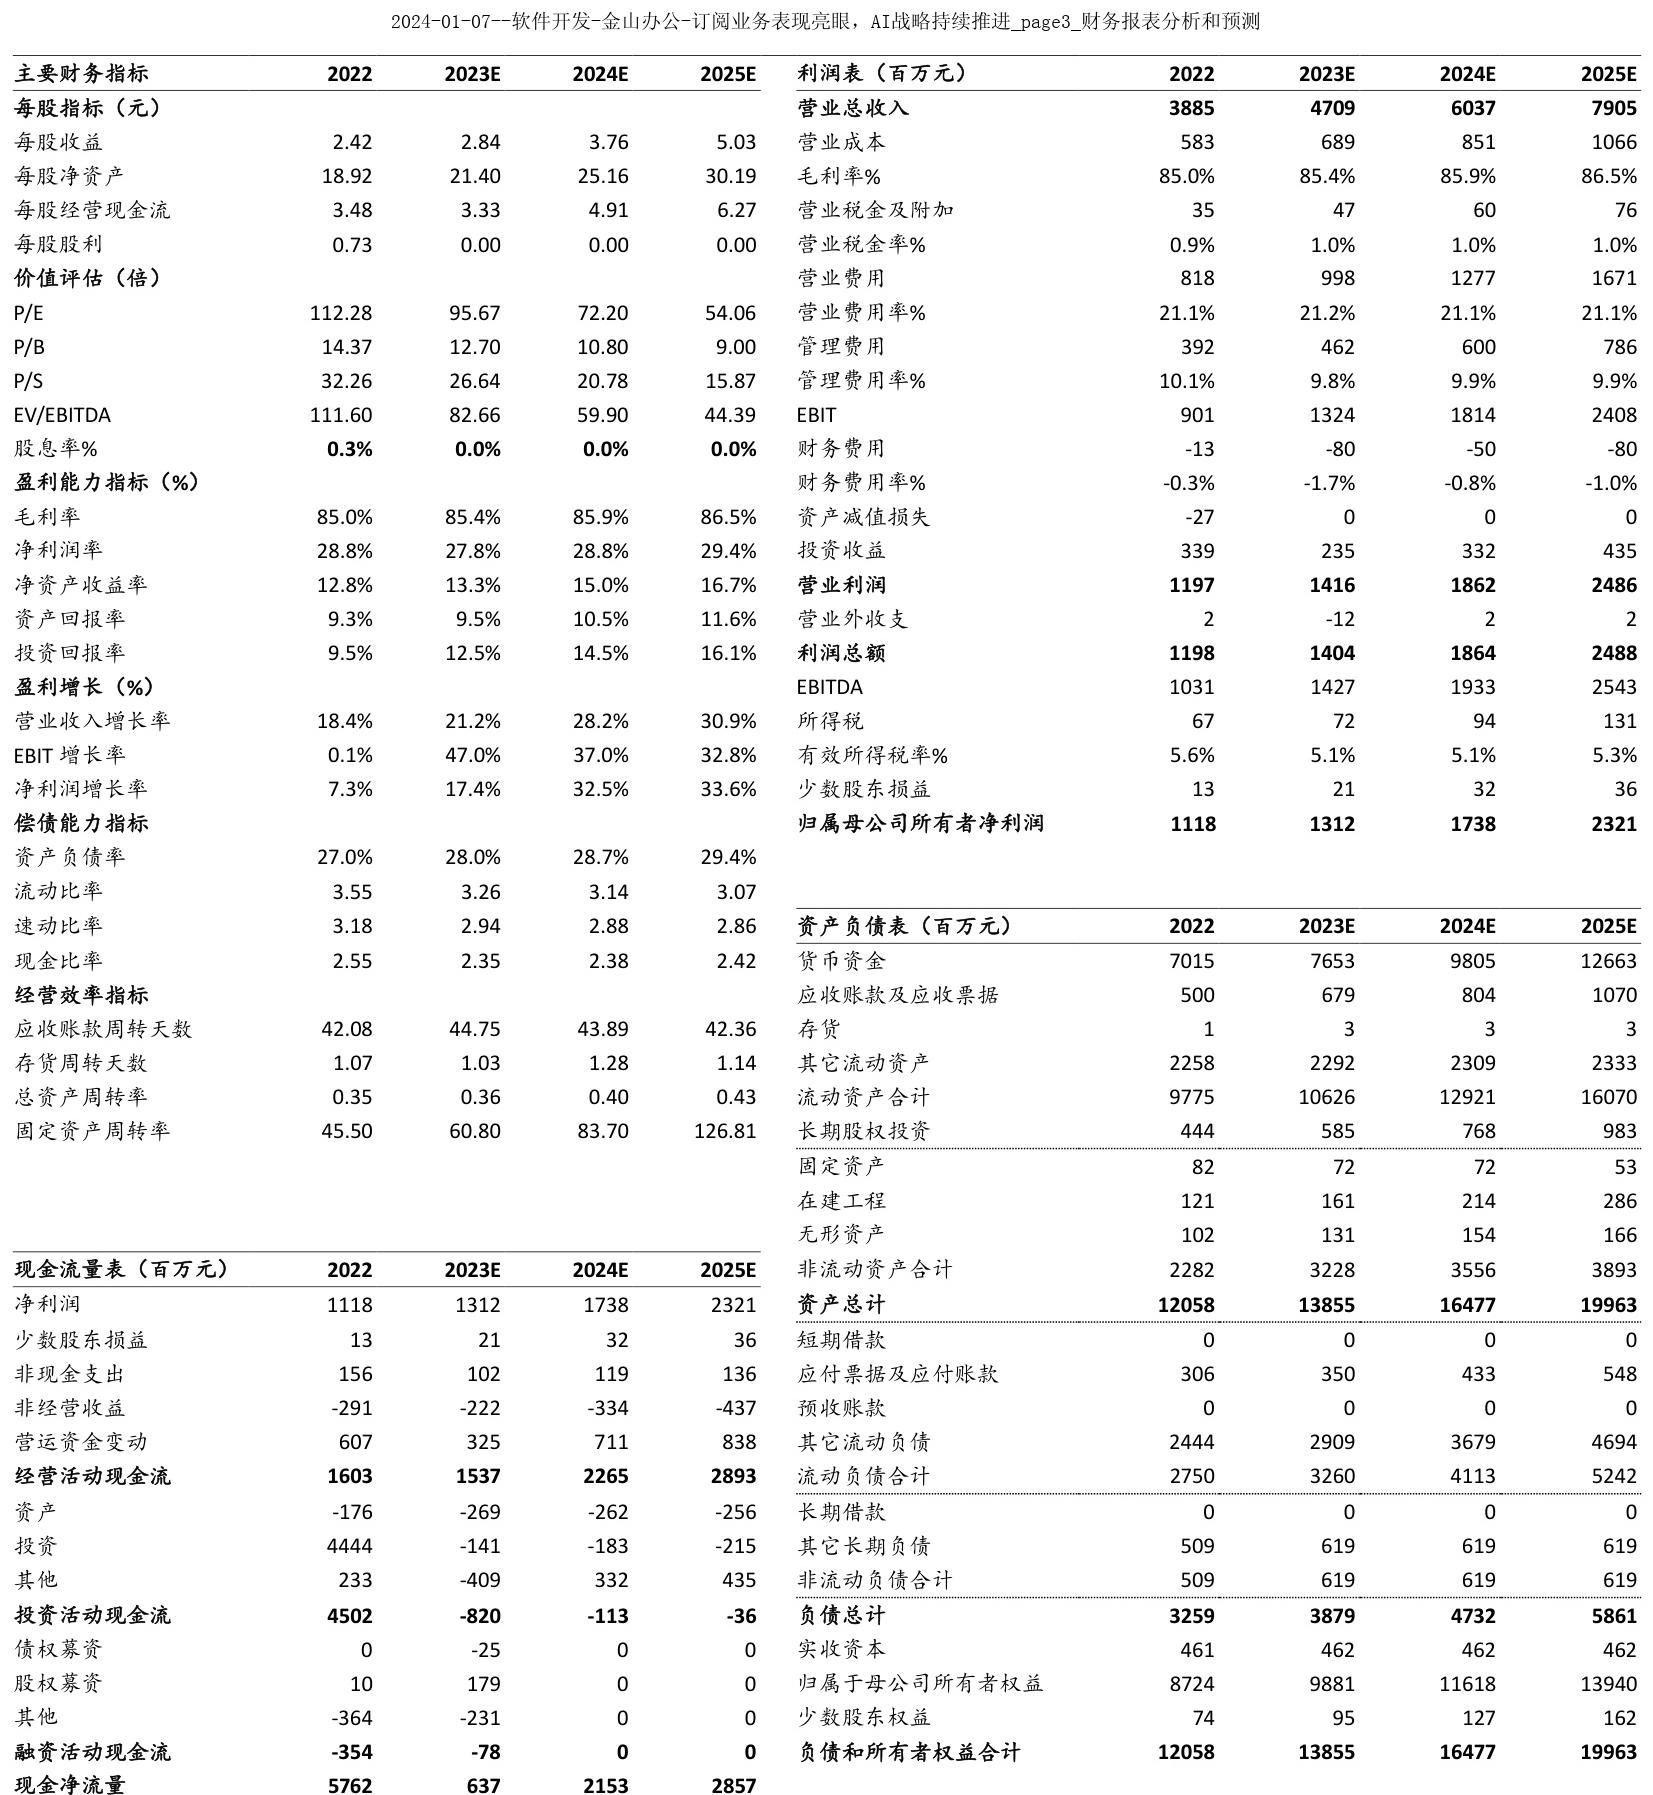 2024-01-07--软件开发-金山办公-订阅业务表现亮眼，AI战略持续推进_page3_财务报表分析和预测
主要财务指标 2022 2023E 2024E 2025E
每股指标（元）
每股收益 2.42 2.84 3.76 5.03
每股净资产 18.92 21.40 25.16 30.19
每股经营现金流 3.48 3.33 4.91 6.27
每股股利 0.73 0.00 0.00 0.00
价值评估（倍）
P/E 112.28 95.67 72.20 54.06
P/B 14.37 12.70 10.80 9.00
P/S 32.26 26.64 20.78 15.87
EV/EBITDA 111.60 82.66 59.90 44.39
股息率% 0.3% 0.0% 0.0% 0.0%
盈利能力指标（%）
毛利率 85.0% 85.4% 85.9% 86.5%
净利润率 28.8% 27.8% 28.8% 29.4%
净资产收益率 12.8% 13.3% 15.0% 16.7%
资产回报率 9.3% 9.5% 10.5% 11.6%
投资回报率 9.5% 12.5% 14.5% 16.1%
盈利增长（%）
营业收入增长率 18.4% 21.2% 28.2% 30.9%
EBIT 增长率 0.1% 47.0% 37.0% 32.8%
净利润增长率 7.3% 17.4% 32.5% 33.6%
偿债能力指标
资产负债率 27.0% 28.0% 28.7% 29.4%
流动比率 3.55 3.26 3.14 3.07
速动比率 3.18 2.94 2.88 2.86
现金比率 2.55 2.35 2.38 2.42
经营效率指标
应收账款周转天数 42.08 44.75 43.89 42.36
存货周转天数 1.07 1.03 1.28 1.14
总资产周转率 0.35 0.36 0.40 0.43
固定资产周转率 45.50 60.80 83.70 126.81
现金流量表（百万元） 2022 2023E 2024E 2025E
净利润 1118 1312 1738 2321
少数股东损益 13 21 32 36
非现金支出 156 102 119 136
非经营收益 -291 -222 -334 -437
营运资金变动 607 325 711 838
经营活动现金流 1603 1537 2265 2893
资产 -176 -269 -262 -256
投资 4444 -141 -183 -215
其他 233 -409 332 435
投资活动现金流 4502 -820 -113 -36
债权募资 0 -25 0 0
股权募资 10 179 0 0
其他 -364 -231 0 0
融资活动现金流 -354 -78 0 0
现金净流量 5762 637 2153 2857
利润表（百万元） 2022 2023E 2024E 2025E
营业总收入 3885 4709 6037 7905
营业成本 583 689 851 1066
毛利率% 85.0% 85.4% 85.9% 86.5%
营业税金及附加 35 47 60 76
营业税金率% 0.9% 1.0% 1.0% 1.0%
营业费用 818 998 1277 1671
营业费用率% 21.1% 21.2% 21.1% 21.1%
管理费用 392 462 600 786
管理费用率% 10.1% 9.8% 9.9% 9.9%
EBIT 901 1324 1814 2408
财务费用 -13 -80 -50 -80
财务费用率% -0.3% -1.7% -0.8% -1.0%
资产减值损失 -27 0 0 0
投资收益 339 235 332 435
营业利润 1197 1416 1862 2486
营业外收支 2 -12 2 2
利润总额 1198 1404 1864 2488
EBITDA 1031 1427 1933 2543
所得税 67 72 94 131
有效所得税率% 5.6% 5.1% 5.1% 5.3%
少数股东损益 13 21 32 36
归属母公司所有者净利润 1118 1312 1738 2321
资产负债表（百万元） 2022 2023E 2024E 2025E
货币资金 7015 7653 9805 12663
应收账款及应收票据 500 679 804 1070
存货 1 3 3 3
其它流动资产 2258 2292 2309 2333
流动资产合计 9775 10626 12921 16070
长期股权投资 444 585 768 983
固定资产 82 72 72 53
在建工程 121 161 214 286
无形资产 102 131 154 166
非流动资产合计 2282 3228 3556 3893
资产总计 12058 13855 16477 19963
短期借款 0 0 0 0
应付票据及应付账款 306 350 433 548
预收账款 0 0 0 0
其它流动负债 2444 2909 3679 4694
流动负债合计 2750 3260 4113 5242
长期借款 0 0 0 0
其它长期负债 509 619 619 619
非流动负债合计 509 619 619 619
负债总计 3259 3879 4732 5861
实收资本 461 462 462 462
归属于母公司所有者权益 8724 9881 11618 13940
少数股东权益 74 95 127 162
负债和所有者权益合计 12058 13855 16477 19963